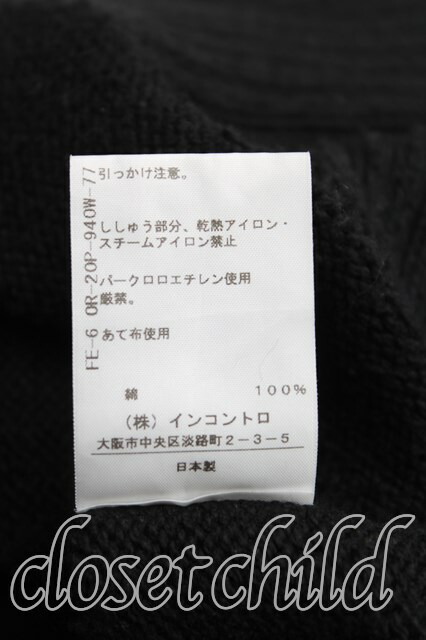 引っかけ注意。
ししゅう部分、乾熱アイロン・
スチームアイロン禁止
パークロロエチレン使用
厳禁。
あて布使用
綿 100%
(株) インコントロ
大阪市中央区淡路町2-3-5
日本製
FE-6 OR-20P-940W-77
closet child